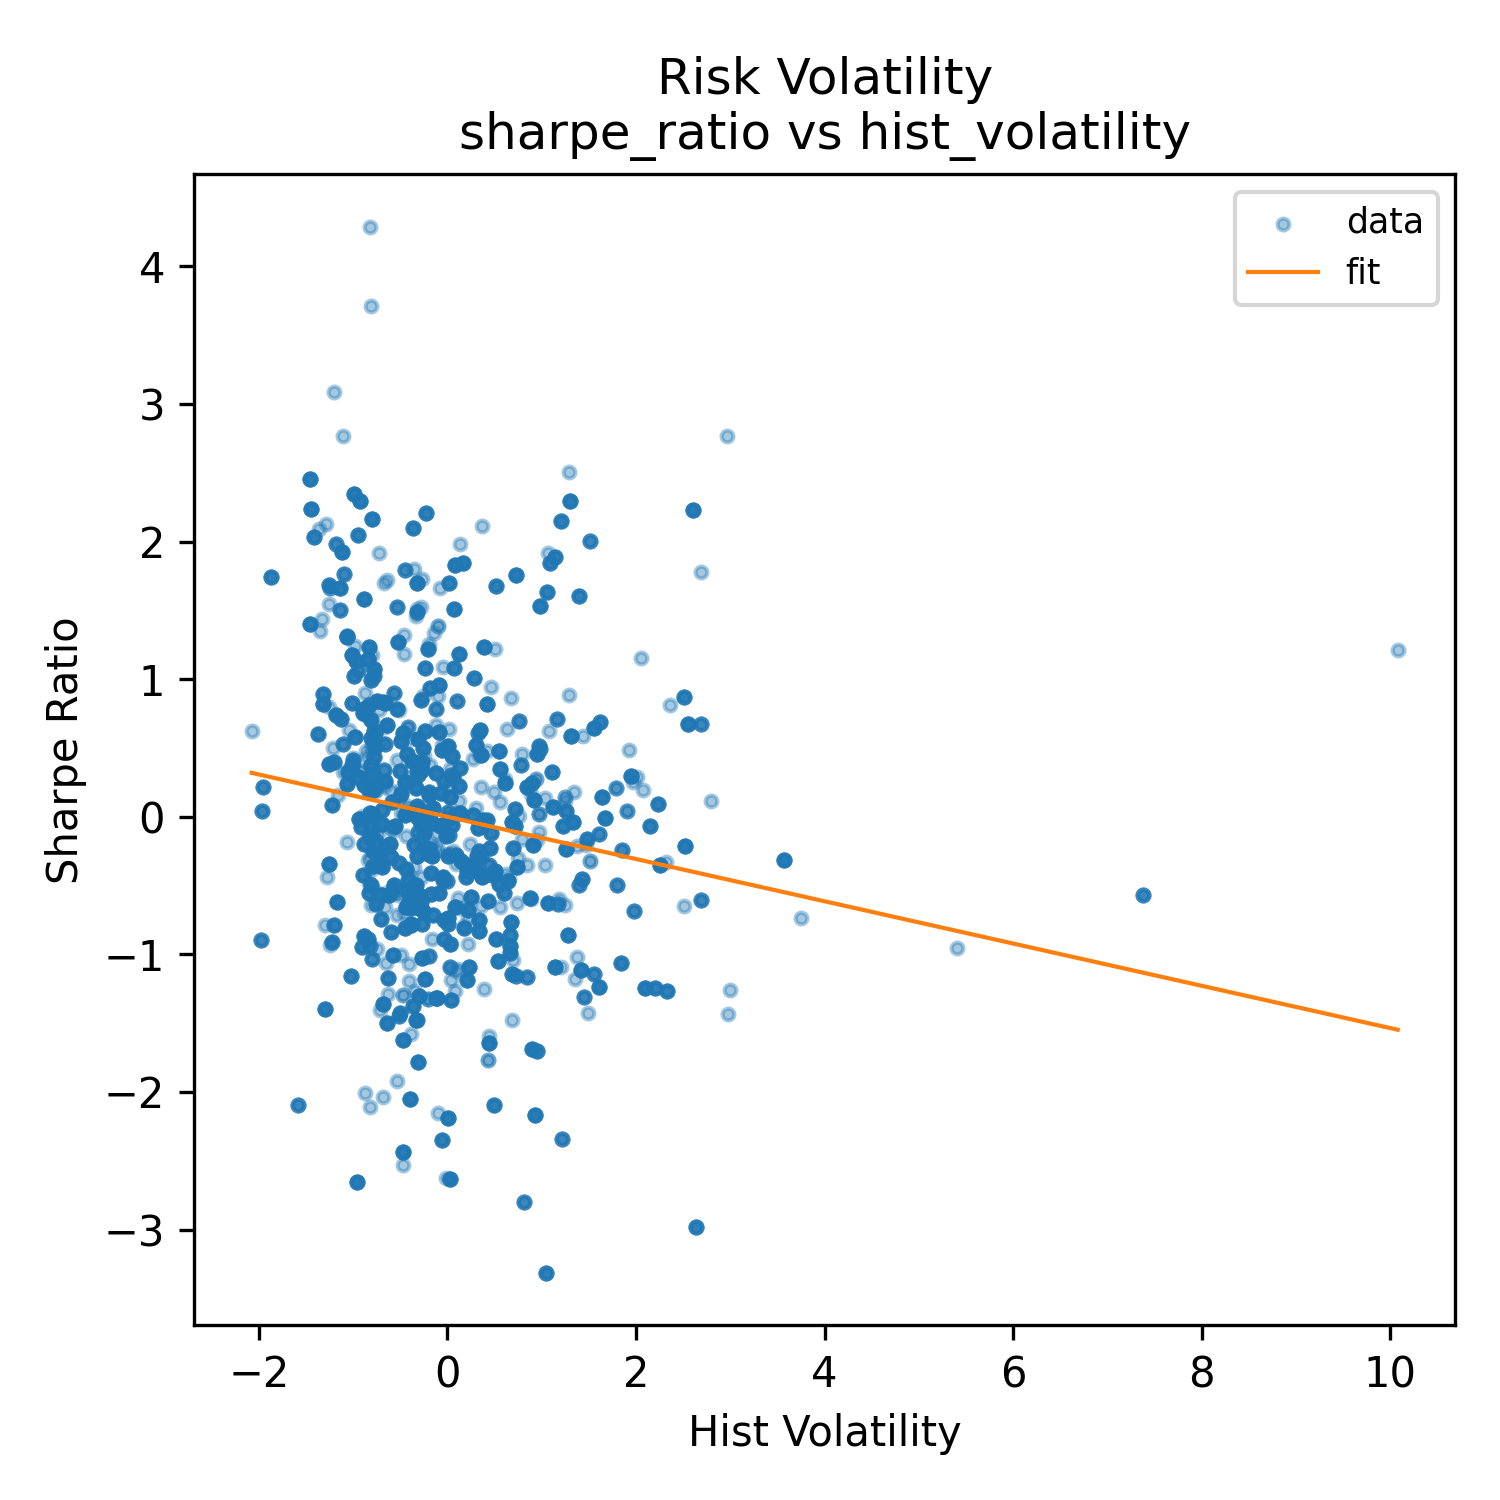 Risk Volatility
sharpe_ratio vs hist_volatility
data
fit
4
3
2
1
0
−1
−2
−3
Sharpe Ratio
−2 0 2 4 6 8 10
Hist Volatility